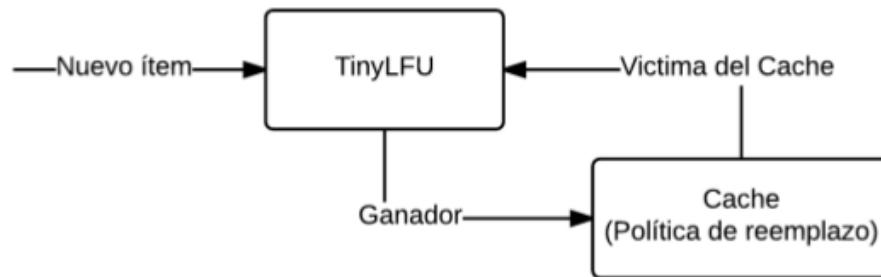 Nuevo ítem
TinyLFU
Victima del Cache
Ganador
Cache
(Política de reemplazo)